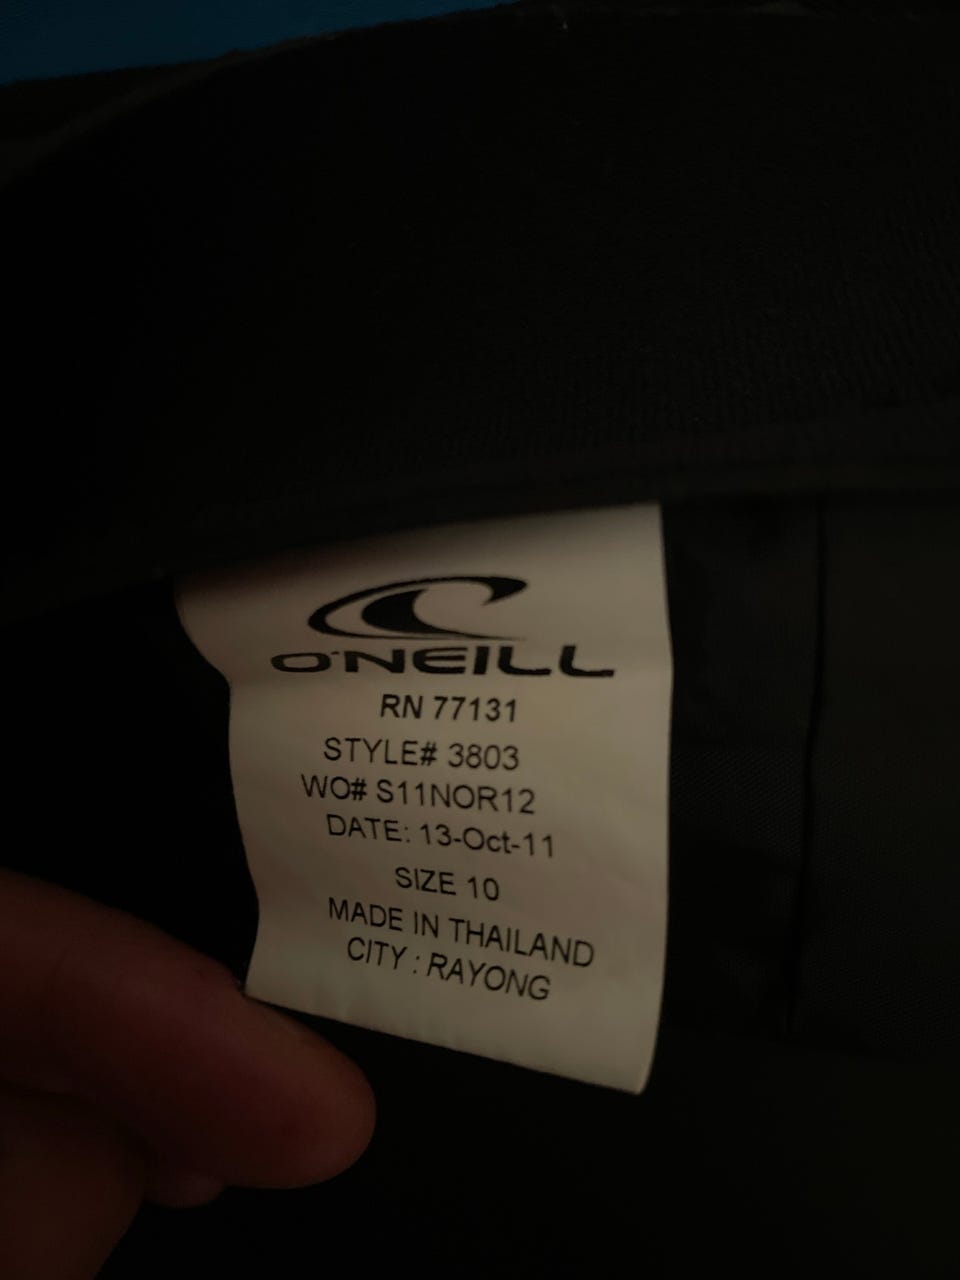 O'NEILL
RN 77131
STYLE# 3803
WO# S11NOR12
DATE: 13-Oct-11
SIZE 10
MADE IN THAILAND
CITY : RAYONG